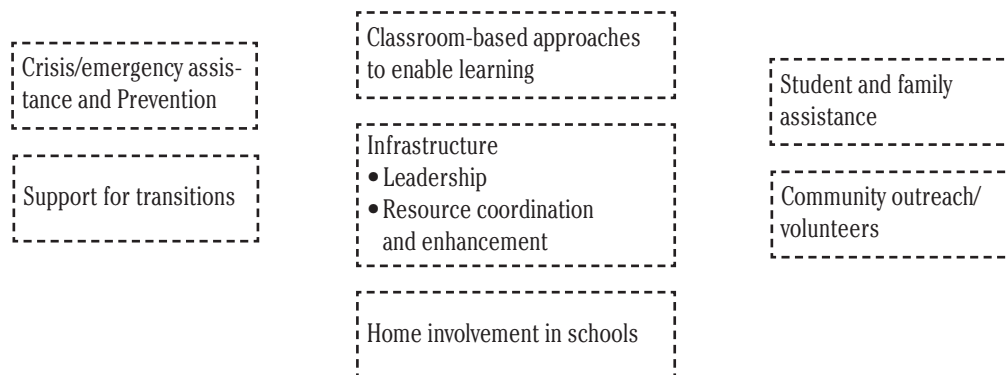 Crisis/emergency assis-
tance and Prevention
Support for transitions
Classroom-based approaches
to enable learning
Infrastructure
• Leadership
• Resource coordination
and enhancement
Home involvement in schools
Student and family
assistance
Community outreach/
volunteers